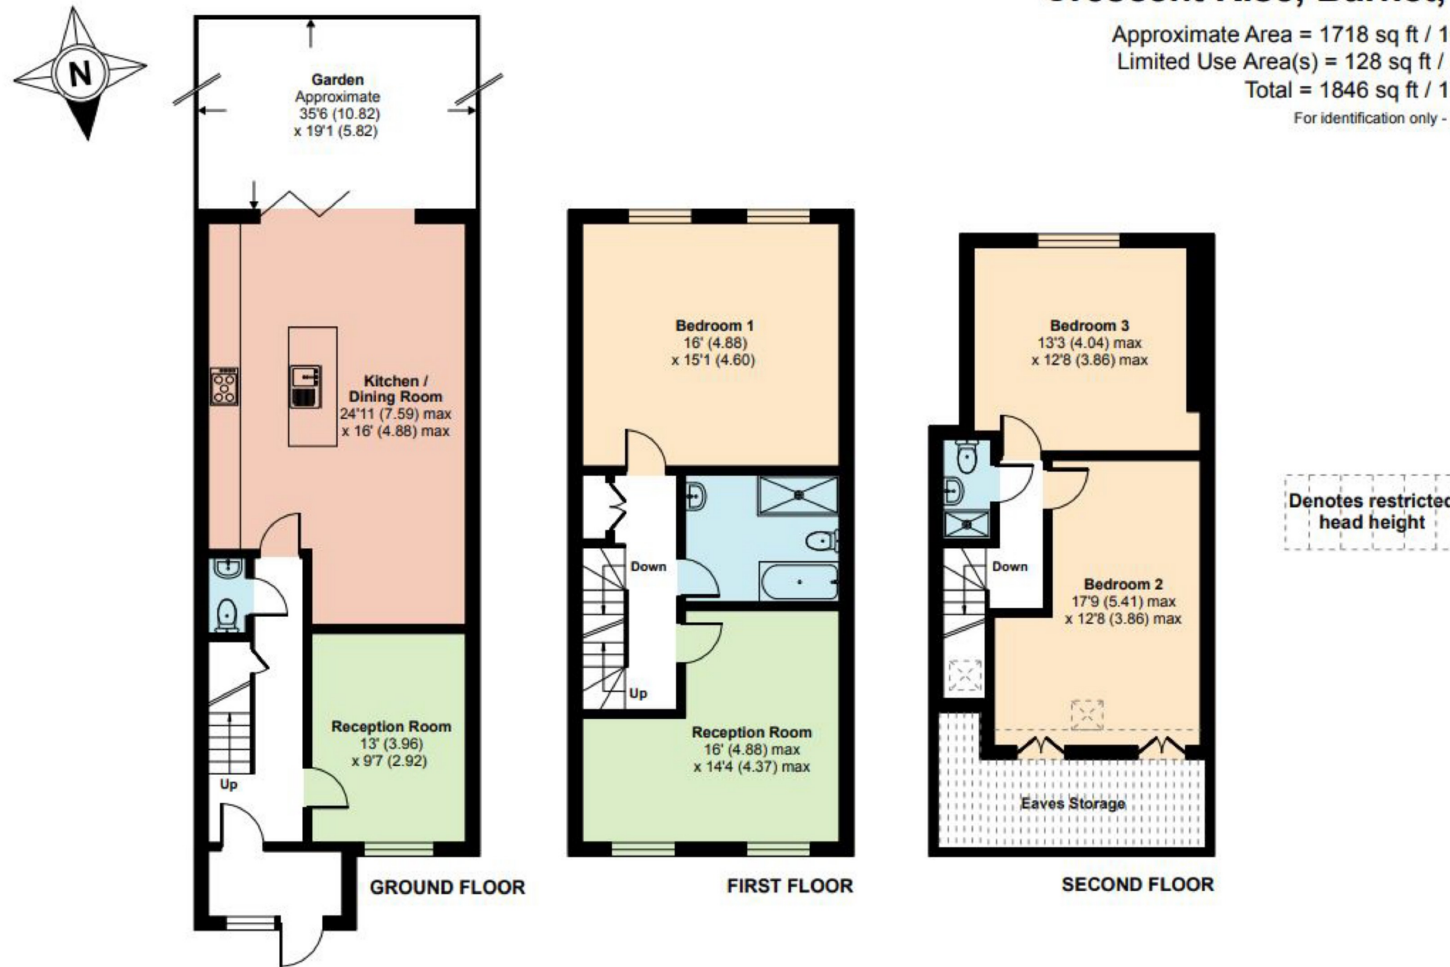 Approximate Area = 1718 sq ft / 1
Limited Use Area(s) = 128 sq ft /
Total = 1846 sq ft / 1
For identification only -
N
Garden
Approximate
35'6 (10.82)
x 19'1 (5.82)
Kitchen /
Dining Room
24'11 (7.59) max
x 16' (4.88) max
Reception Room
13' (3.96)
x 9'7 (2.92)
Up
GROUND FLOOR
Bedroom 1
16' (4.88)
x 15'1 (4.60)
Down
Up
Reception Room
16' (4.88) max
x 14'4 (4.37) max
FIRST FLOOR
Bedroom 3
13'3 (4.04) max
x 12'8 (3.86) max
Down
Bedroom 2
17'9 (5.41) max
x 12'8 (3.86) max
Eaves Storage
SECOND FLOOR
Denotes restricted
head height